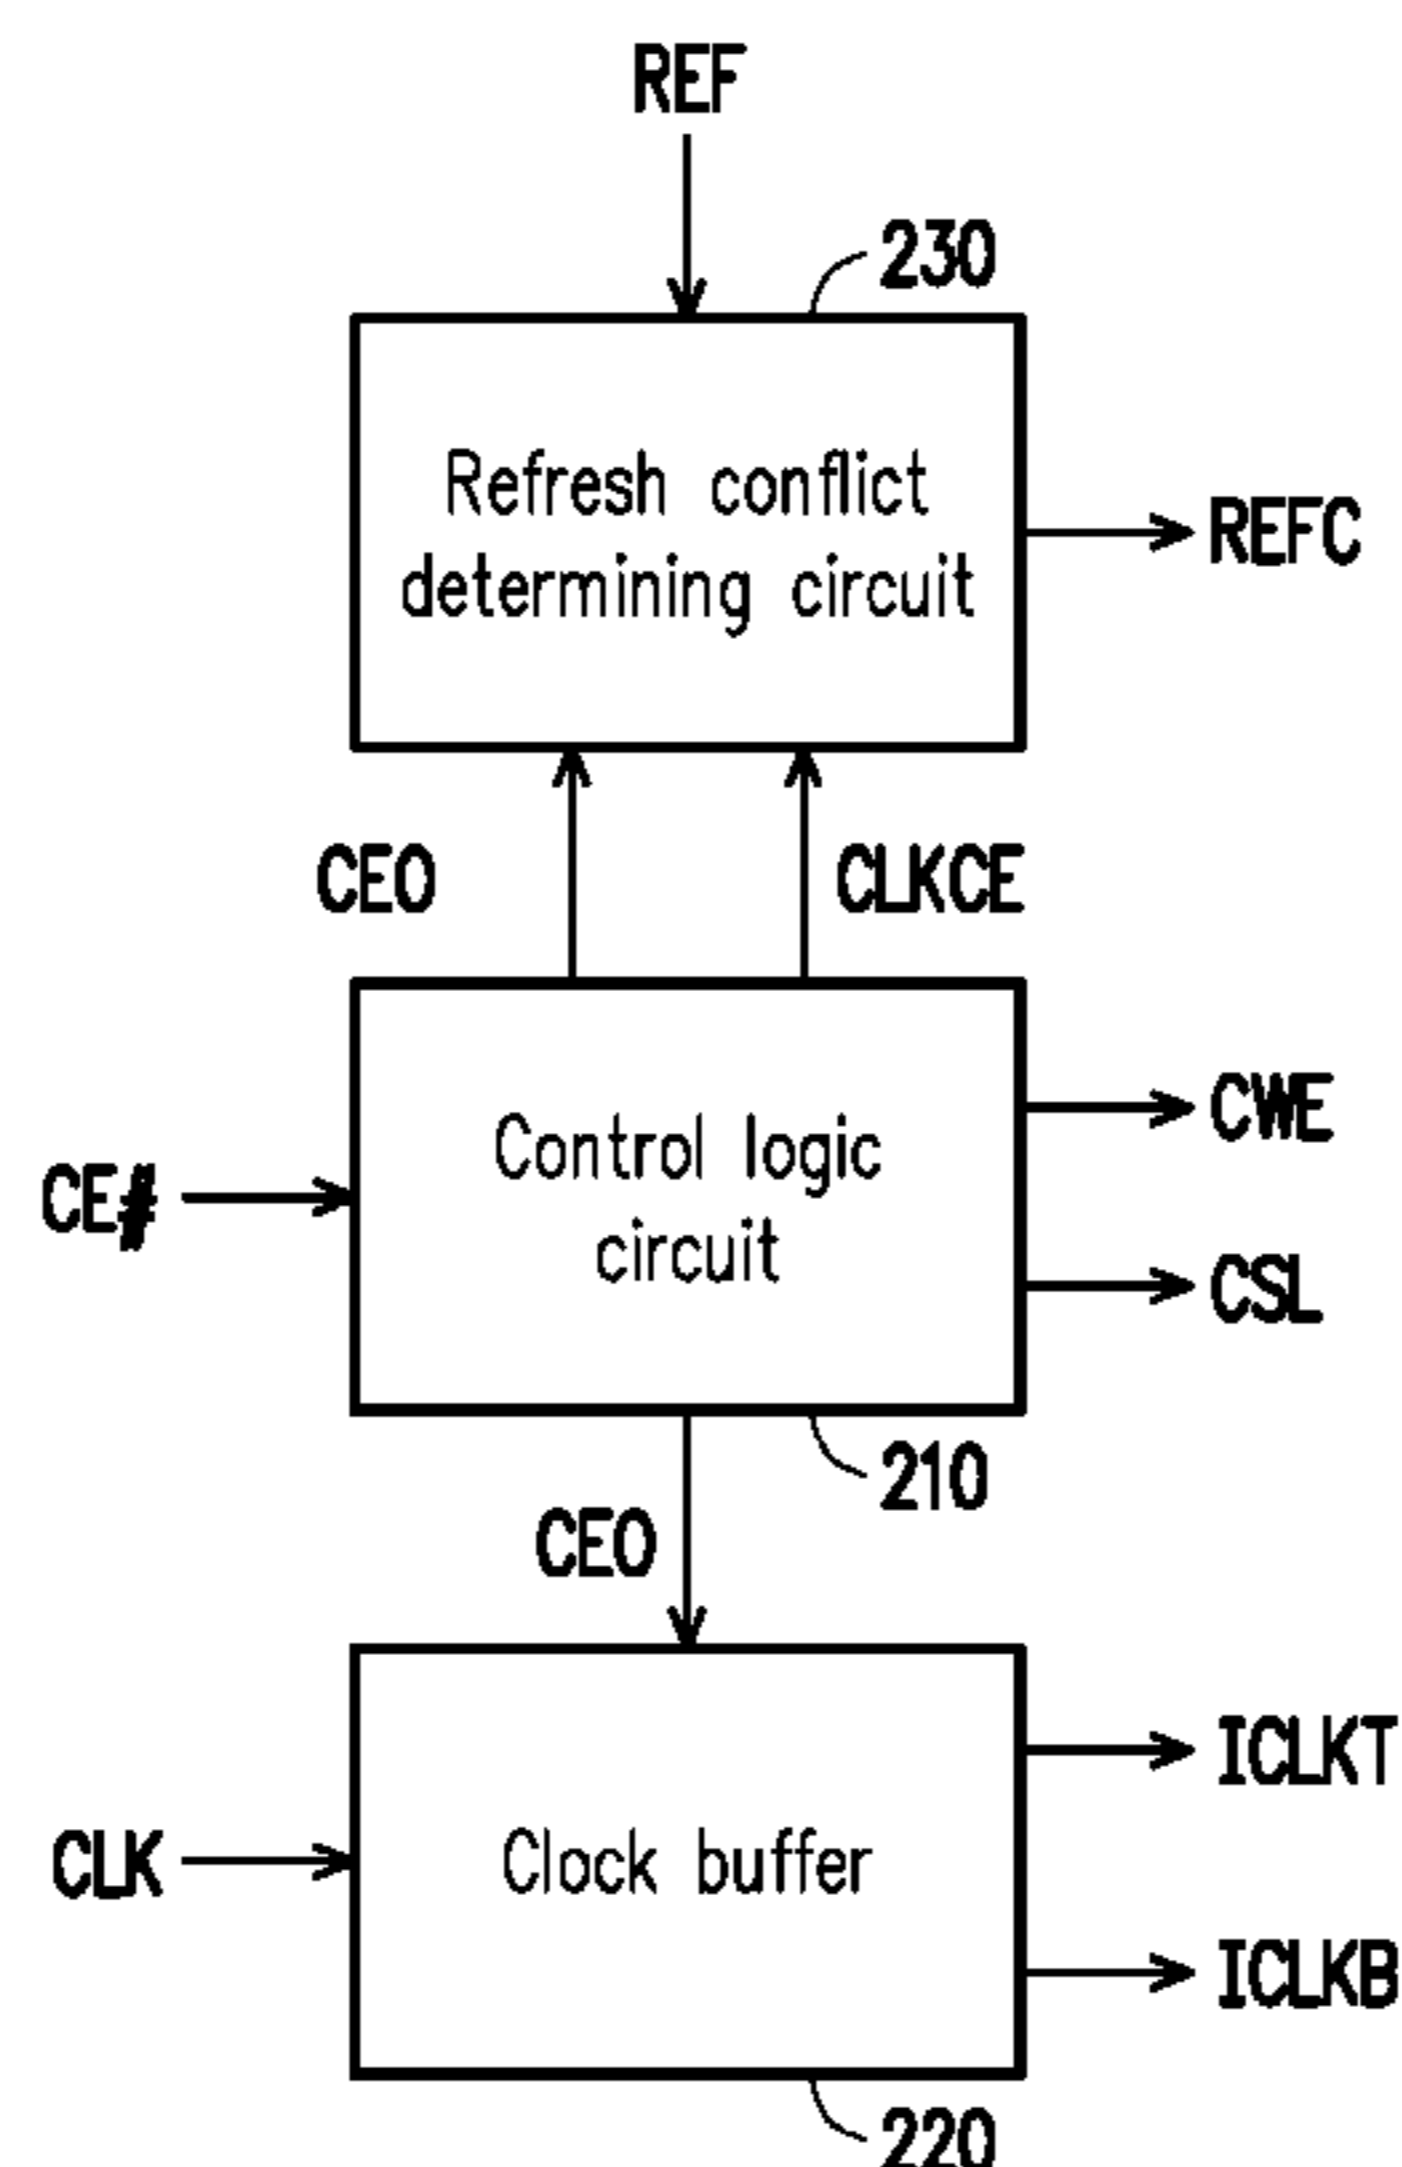 REF
230
Refresh conflict
determining circuit
REFC
CEO
CLKCE
CE#
Control logic
circuit
CWE
CSL
210
CEO
CLK
Clock buffer
ICLKT
ICLKB
220